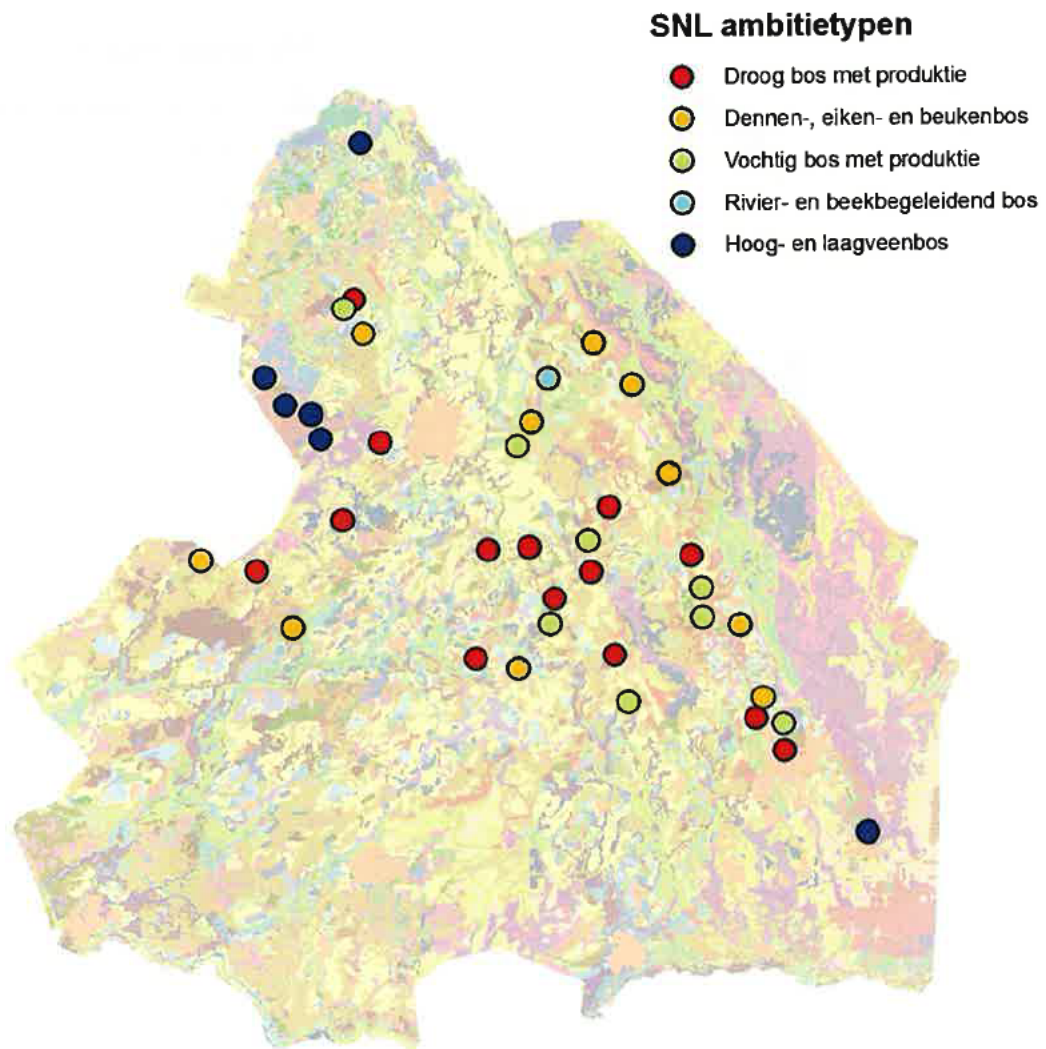 SNL ambitietypen
Droog bos met produktie
Dennen-, eiken- en beukenbos
Vochtig bos met produktie
Rivier- en beekbegeleidend bos
Hoog- en laagveenbos